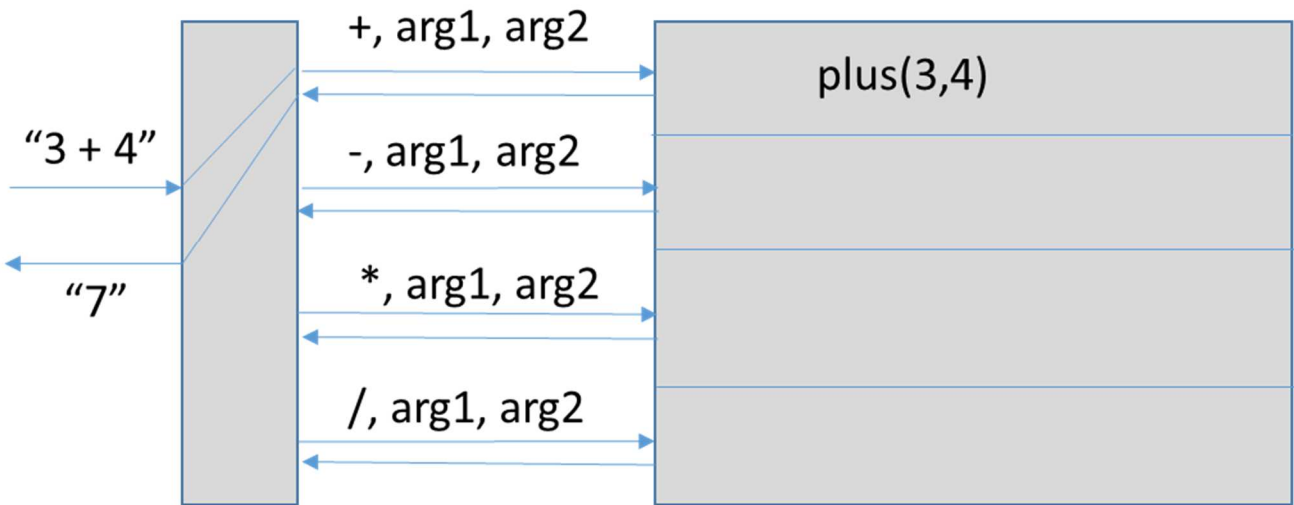 +, arg1, arg2
plus(3,4)
“3 + 4”
-, arg1, arg2
*, arg1, arg2
“7”
/, arg1, arg2